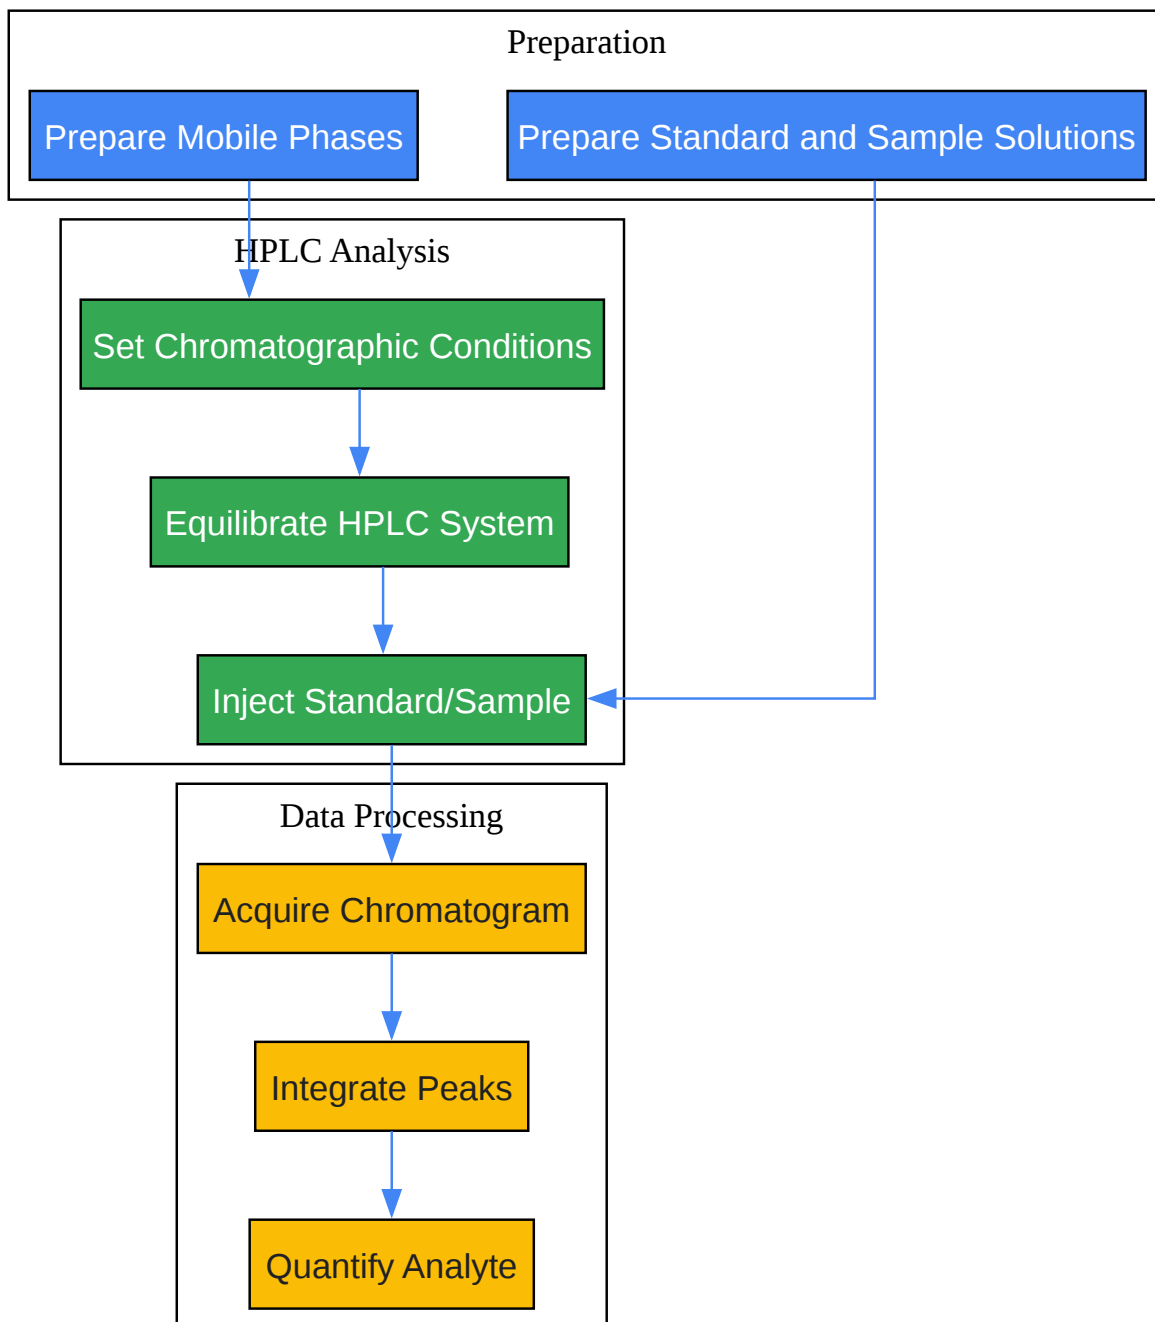 Preparation
Prepare Mobile Phases
Prepare Standard and Sample Solutions
HPLC Analysis
Set Chromatographic Conditions
Equilibrate HPLC System
Inject Standard/Sample
Data Processing
Acquire Chromatogram
Integrate Peaks
Quantify Analyte